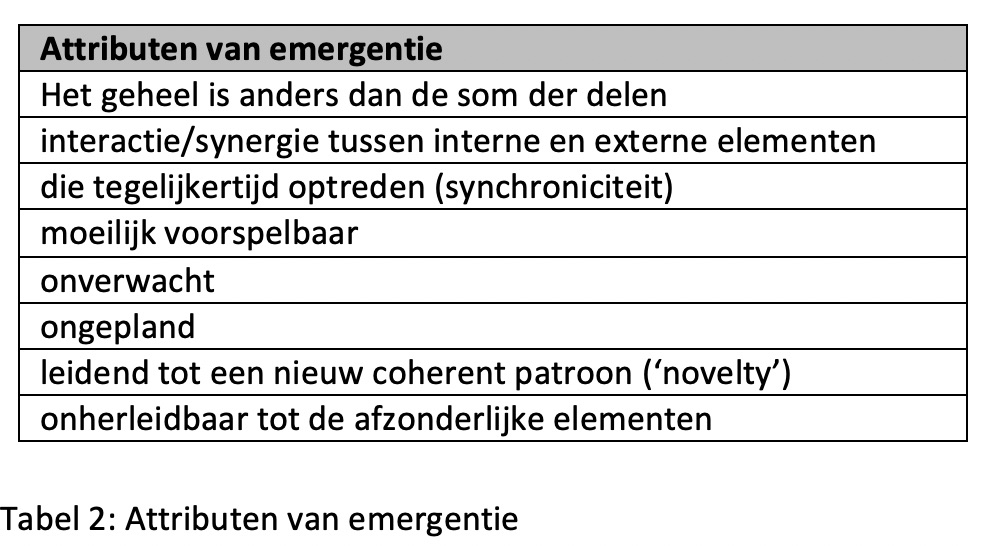 Attributen van emergentie
Het geheel is anders dan de som der delen
interactie/synergie tussen interne en externe elementen
die tegelijkertijd optreden (synchroniciteit)
moeilijk voorspelbaar
onverwacht
ongepland
leidend tot een nieuw coherent patroon (‘novelty’)
onherleidbaar tot de afzonderlijke elementen
Tabel 2: Attributen van emergentie